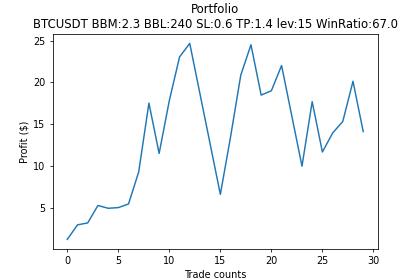 Portfolio
BTCUSDT BBM:2.3 BBL:240 SL:0.6 TP:1.4 lev:15 WinRatio:67.0
25
20
15
10
5
Profit ($)
0 5 10 15 20 25 30
Trade counts